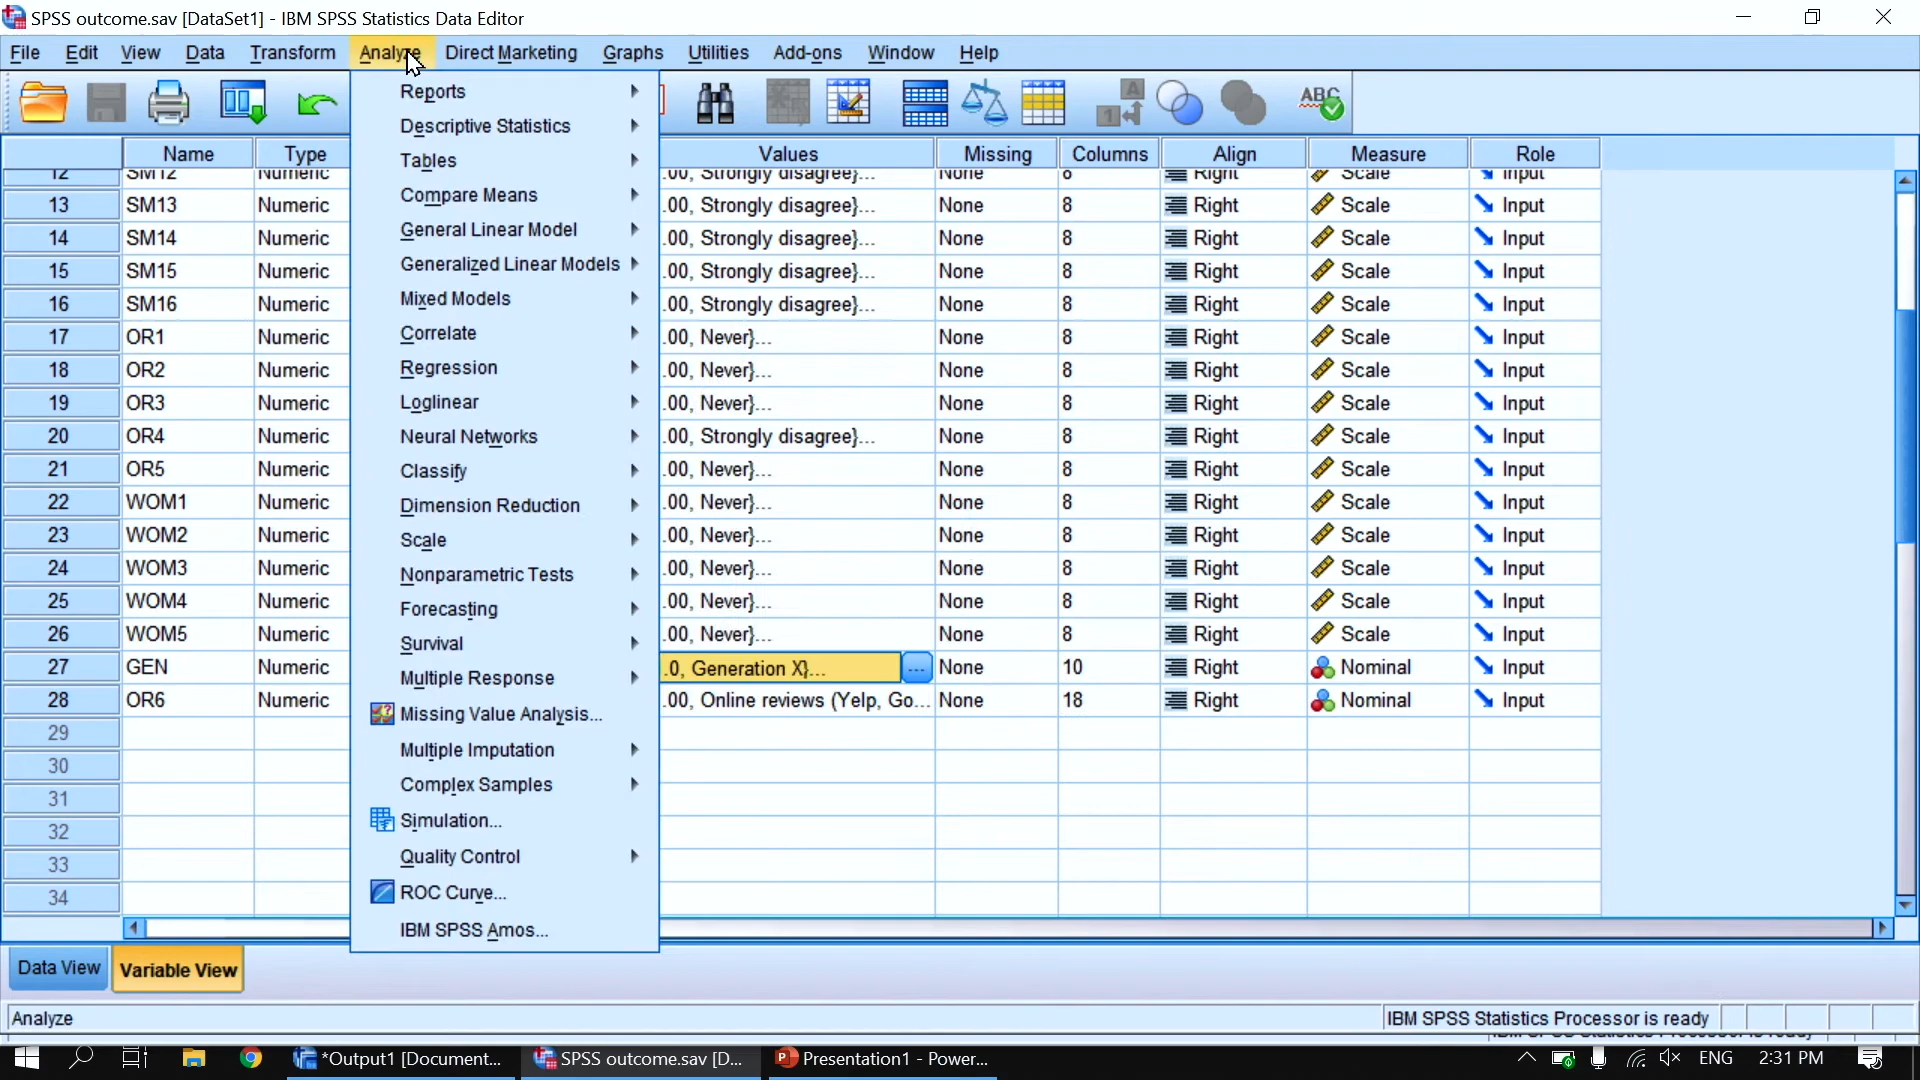 SPSS outcome.sav [DataSet1] - IBM SPSS Statistics Data Editor
File Edit View Data Transform Analyze Direct Marketing Graphs Utilities Add-ons Window Help
Reports
Descriptive Statistics
Tables
Compare Means
General Linear Model
Generalized Linear Models
Mixed Models
Correlate
Regression
Loglinear
Neural Networks
Classify
Dimension Reduction
Scale
Nonparametric Tests
Forecasting
Survival
Multiple Response
Missing Value Analysis...
Multiple Imputation
Complex Samples
Simulation...
Quality Control
ROC Curve...
IBM SPSS Amos...
A
ABC
Name Type Values Missing Columns Align Measure Role
12 SM12 Numeric .00, Strongly disagree}... None 8 Right Scale Input
13 SM13 Numeric .00, Strongly disagree}... None 8 Right Scale Input
14 SM14 Numeric .00, Strongly disagree}... None 8 Right Scale Input
15 SM15 Numeric .00, Strongly disagree}... None 8 Right Scale Input
16 SM16 Numeric .00, Strongly disagree}... None 8 Right Scale Input
17 OR1 Numeric .00, Never}... None 8 Right Scale Input
18 OR2 Numeric .00, Never}... None 8 Right Scale Input
19 OR3 Numeric .00, Never}... None 8 Right Scale Input
20 OR4 Numeric .00, Strongly disagree}... None 8 Right Scale Input
21 OR5 Numeric .00, Never}... None 8 Right Scale Input
22 WOM1 Numeric .00, Never}... None 8 Right Scale Input
23 WOM2 Numeric .00, Never}... None 8 Right Scale Input
24 WOM3 Numeric .00, Never}... None 8 Right Scale Input
25 WOM4 Numeric .00, Never}... None 8 Right Scale Input
26 WOM5 Numeric .00, Never}... None 8 Right Scale Input
27 GEN Numeric .0, Generation X}... ... None 10 Right Nominal Input
28 OR6 Numeric .00, Online reviews (Yelp, Go... None 18 Right Nominal Input
29
30
31
32
33
34
Data View Variable View
Analyze IBM SPSS Statistics Processor is ready
*Output1 [Document... SPSS outcome.sav [D... Presentation1 - Power... ENG 2:31 PM